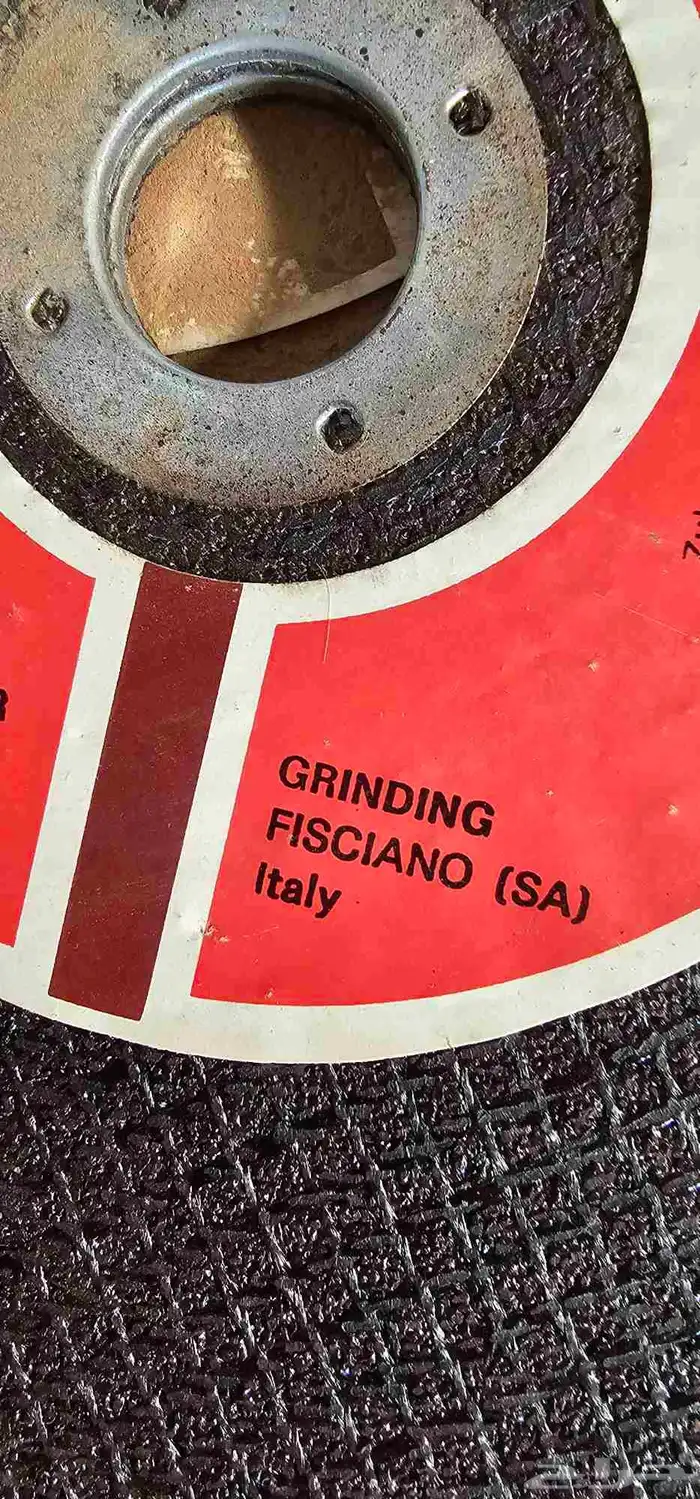 GRINDING
FISCIANO (SA)
Italy
R